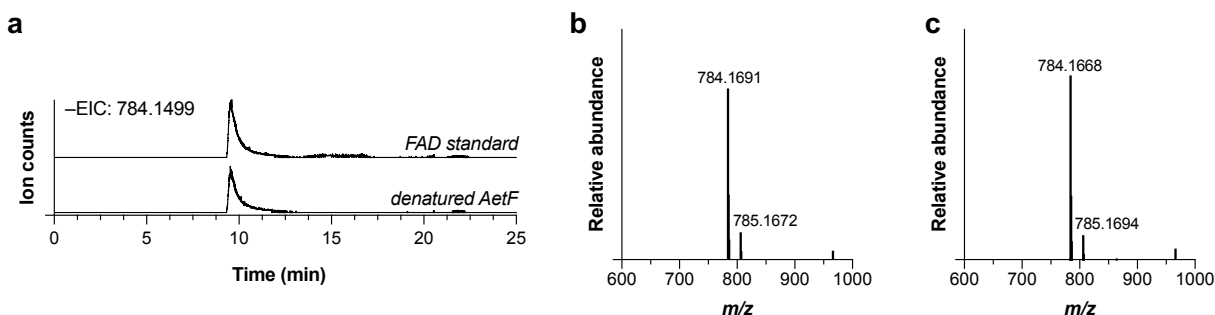 a
–EIC: 784.1499
FAD standard
denatured AetF
Ion counts
0 5 10 15 20 25
Time (min)
b
784.1691
785.1672
Relative abundance
600 700 800 900 1000
m/z
c
784.1668
785.1694
Relative abundance
600 700 800 900 1000
m/z